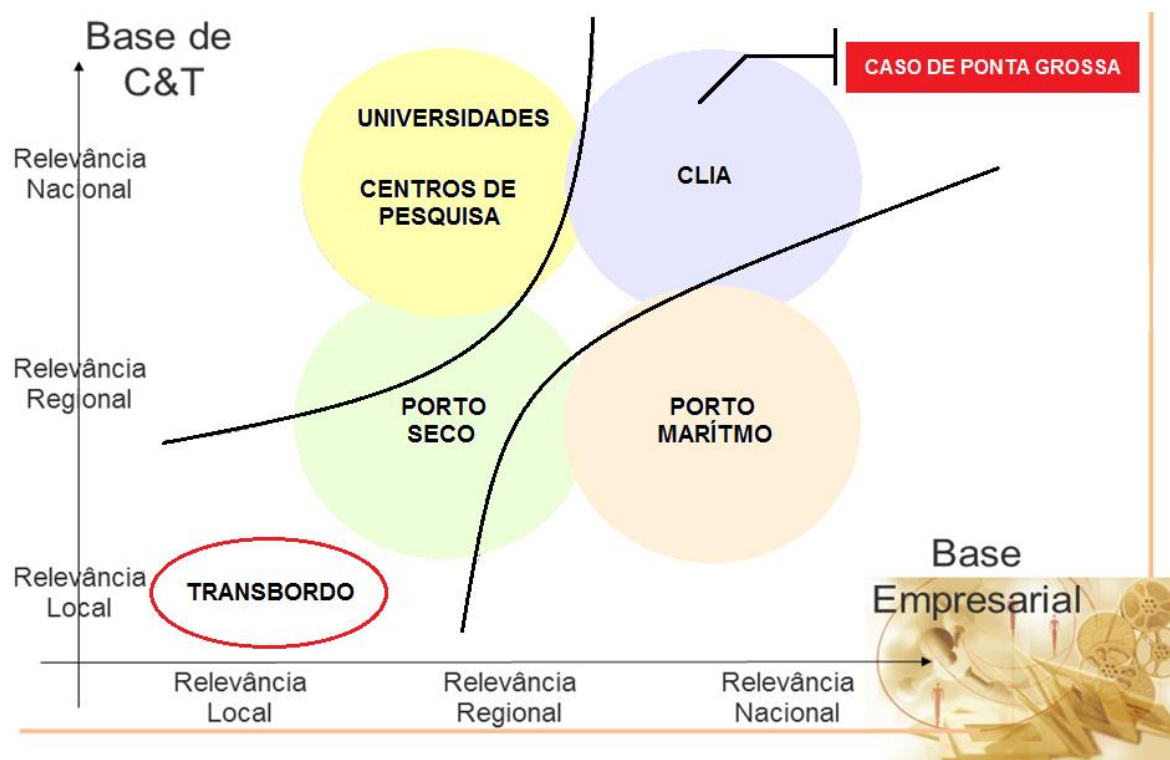 Base de
C&T
CASO DE PONTA GROSSA
UNIVERSIDADES
CENTROS DE
PESQUISA
CLIA
Relevância
Nacional
Relevância
Regional
PORTO
SECO
PORTO
MARÍTMO
Relevância
Local
TRANSBORDO
Base
Empresarial
Relevância
Local
Relevância
Regional
Relevância
Nacional